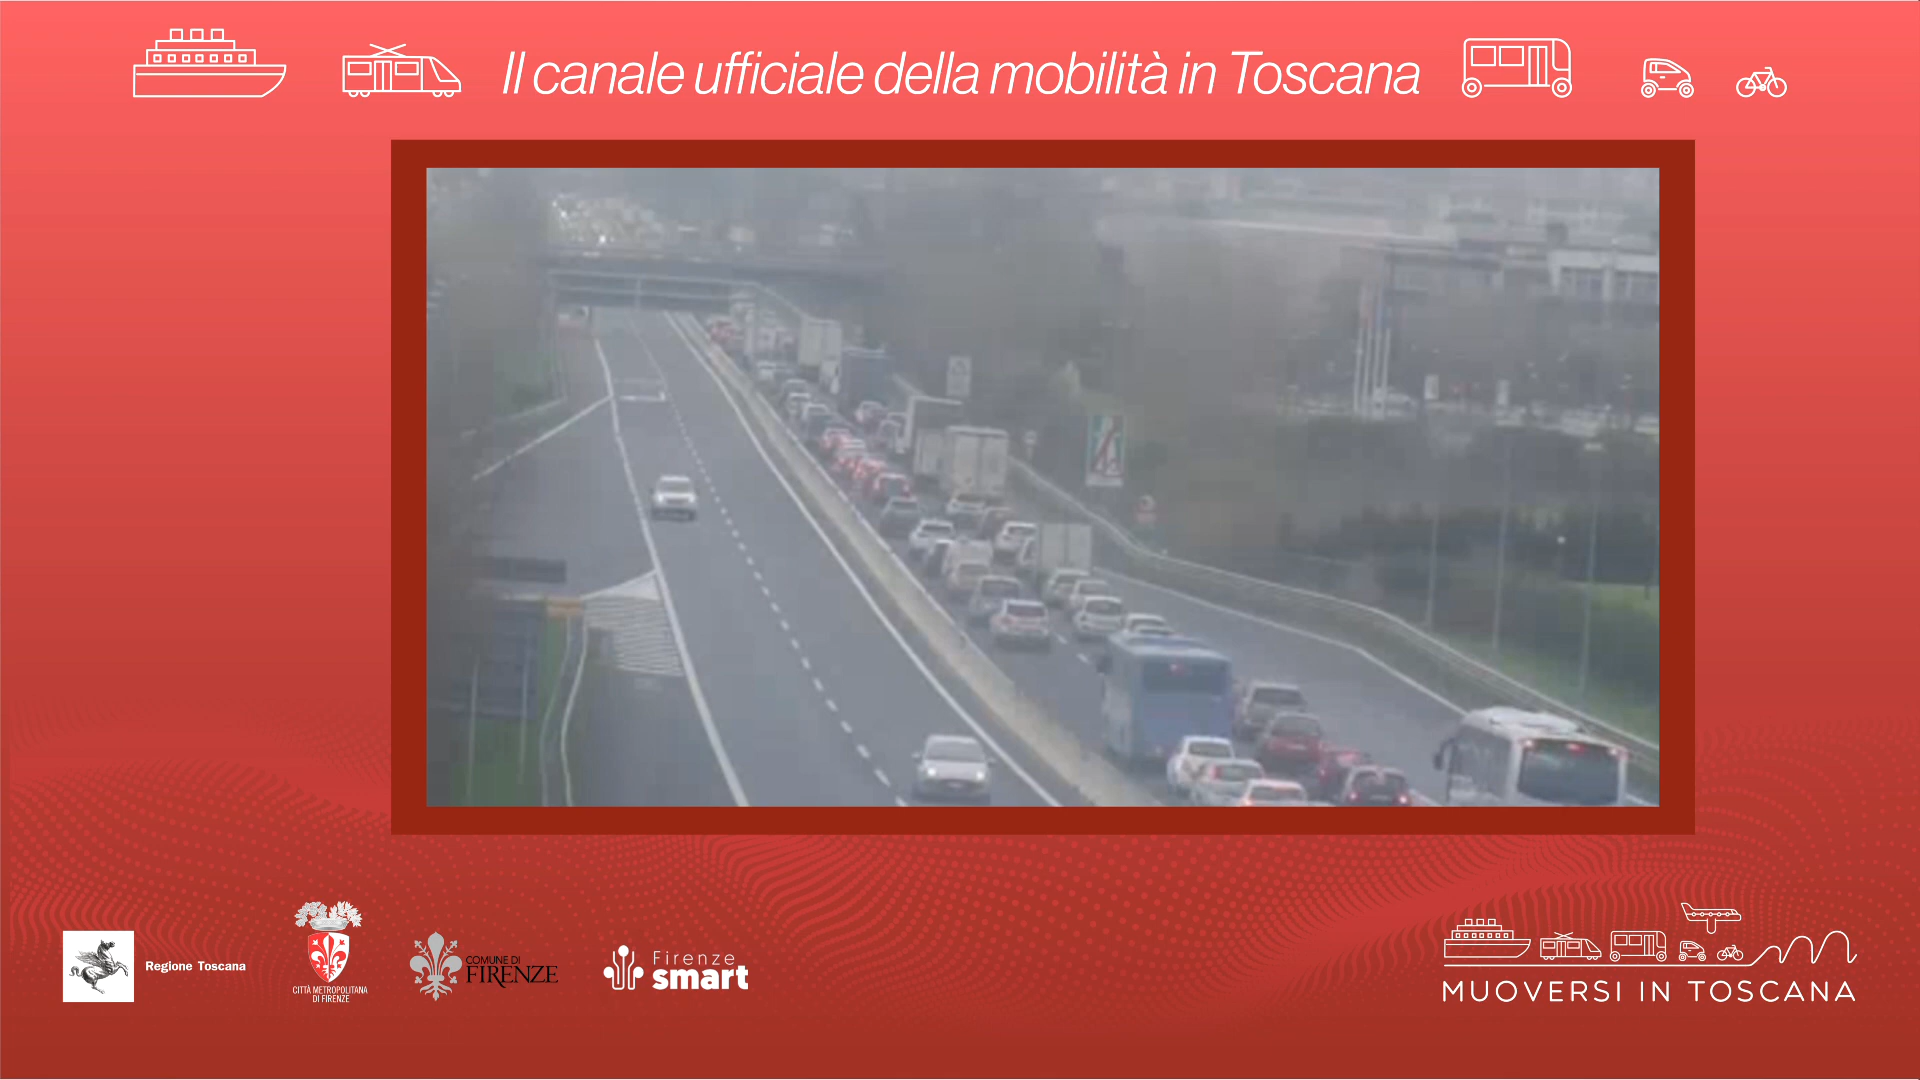 Il canale ufficiale della mobilità in Toscana
Regione Toscana
CITTÀ METROPOLITANA
DI FIRENZE
COMUNE DI
FIRENZE
Firenze
smart
MUOVERSI IN TOSCANA